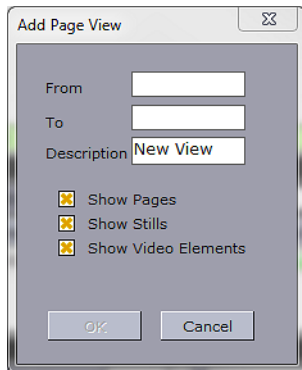 Add Page View
From
To
Description New View
Show Pages
Show Stills
Show Video Elements
OK Cancel